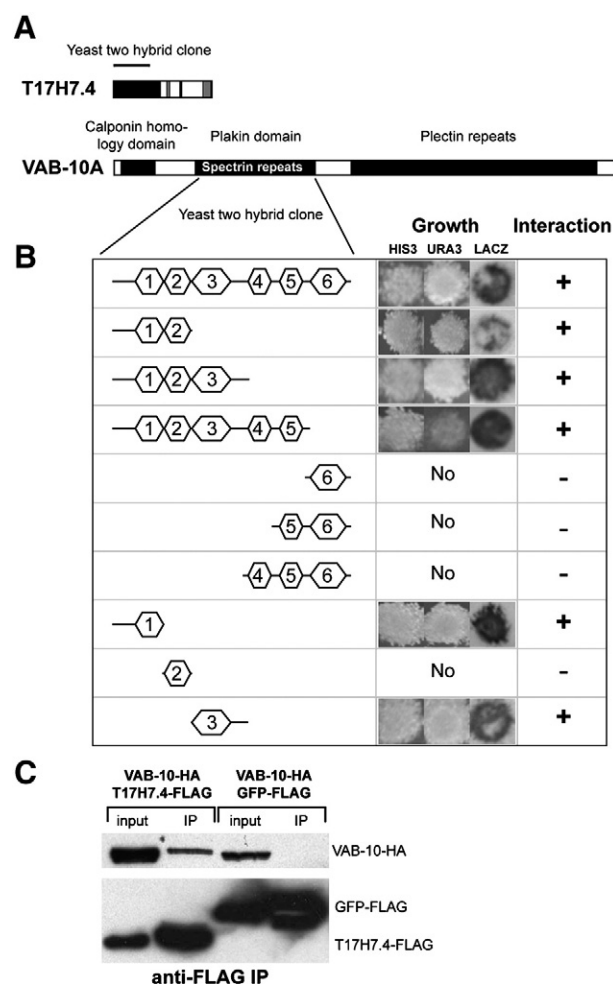 A
Yeast two hybrid clone
T17H7.4
Calponin homo-
logy domain
Plakin domain
Plectin repeats
VAB-10A
Spectrin repeats
Yeast two hybrid clone
B
Growth
Interaction
HIS3 URA3 LACZ
1 2 3 4 5 6 +
1 2 +
1 2 3 +
1 2 3 4 5 +
6 No -
5 6 No -
4 5 6 No -
1 +
2 No -
3 +
C
VAB-10-HA VAB-10-HA
T17H7.4-FLAG GFP-FLAG
input IP input IP
VAB-10-HA
GFP-FLAG
T17H7.4-FLAG
anti-FLAG IP